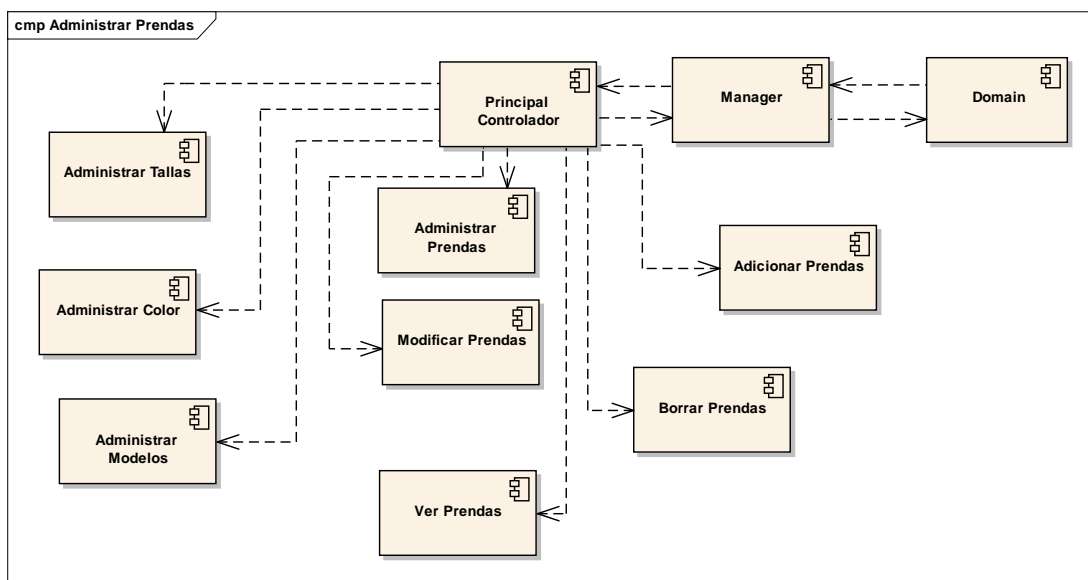 cmp Administrar Prendas
Principal
Controlador
Manager
Domain
Administrar Tallas
Administrar
Prendas
Adicionar Prendas
Administrar Color
Modificar Prendas
Borrar Prendas
Administrar
Modelos
Ver Prendas